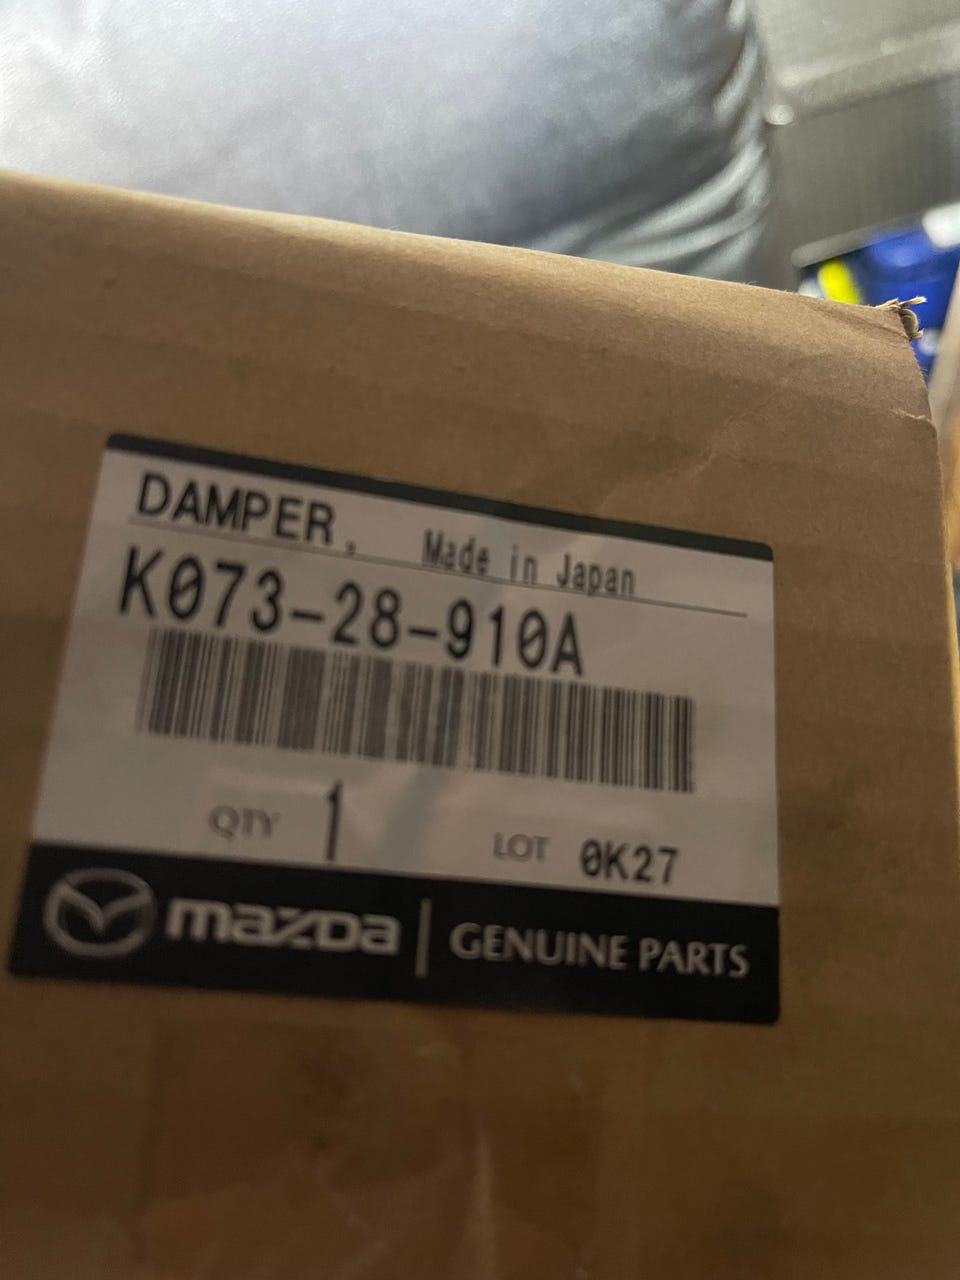 DAMPER, Made in Japan
K073-28-910A
QTY 1 LOT 0K27
mazda | GENUINE PARTS